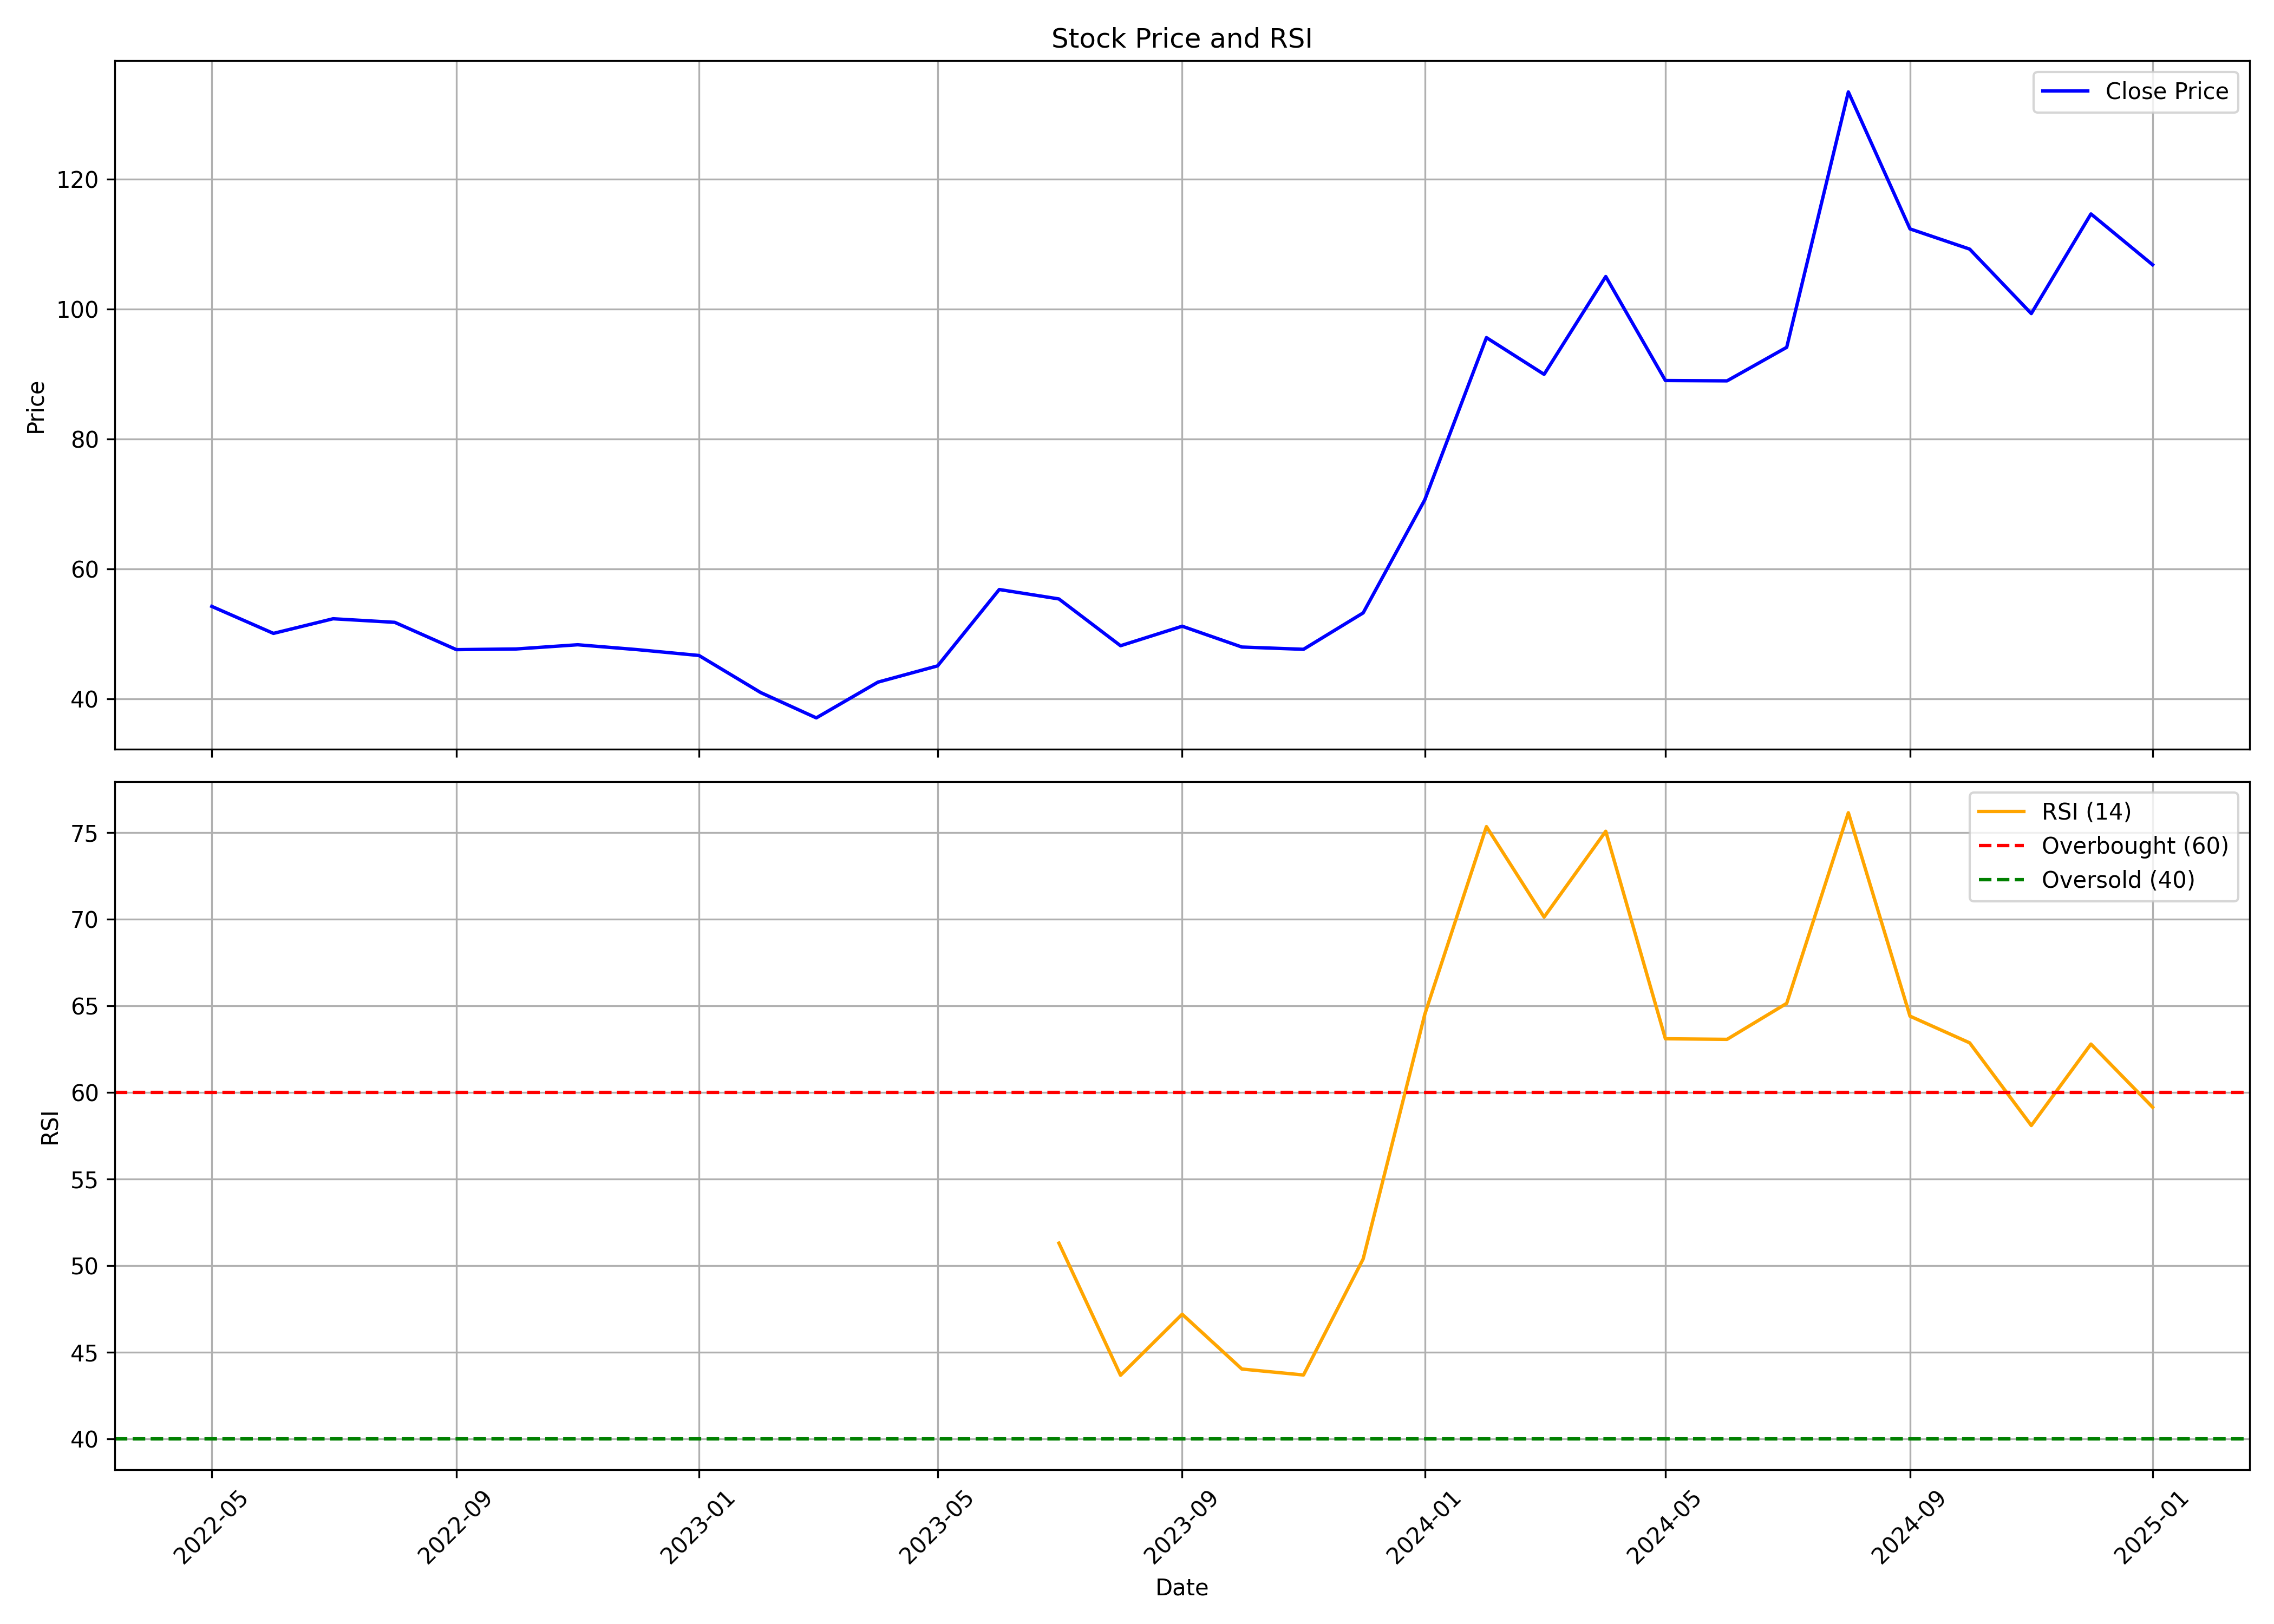 Stock Price and RSI
Close Price
120
100
80
60
40
Price
RSI (14)
Overbought (60)
Oversold (40)
75
70
65
60
55
50
45
40
RSI
2022-05
2022-09
2023-01
2023-05
2023-09
2024-01
2024-05
2024-09
2025-01
Date